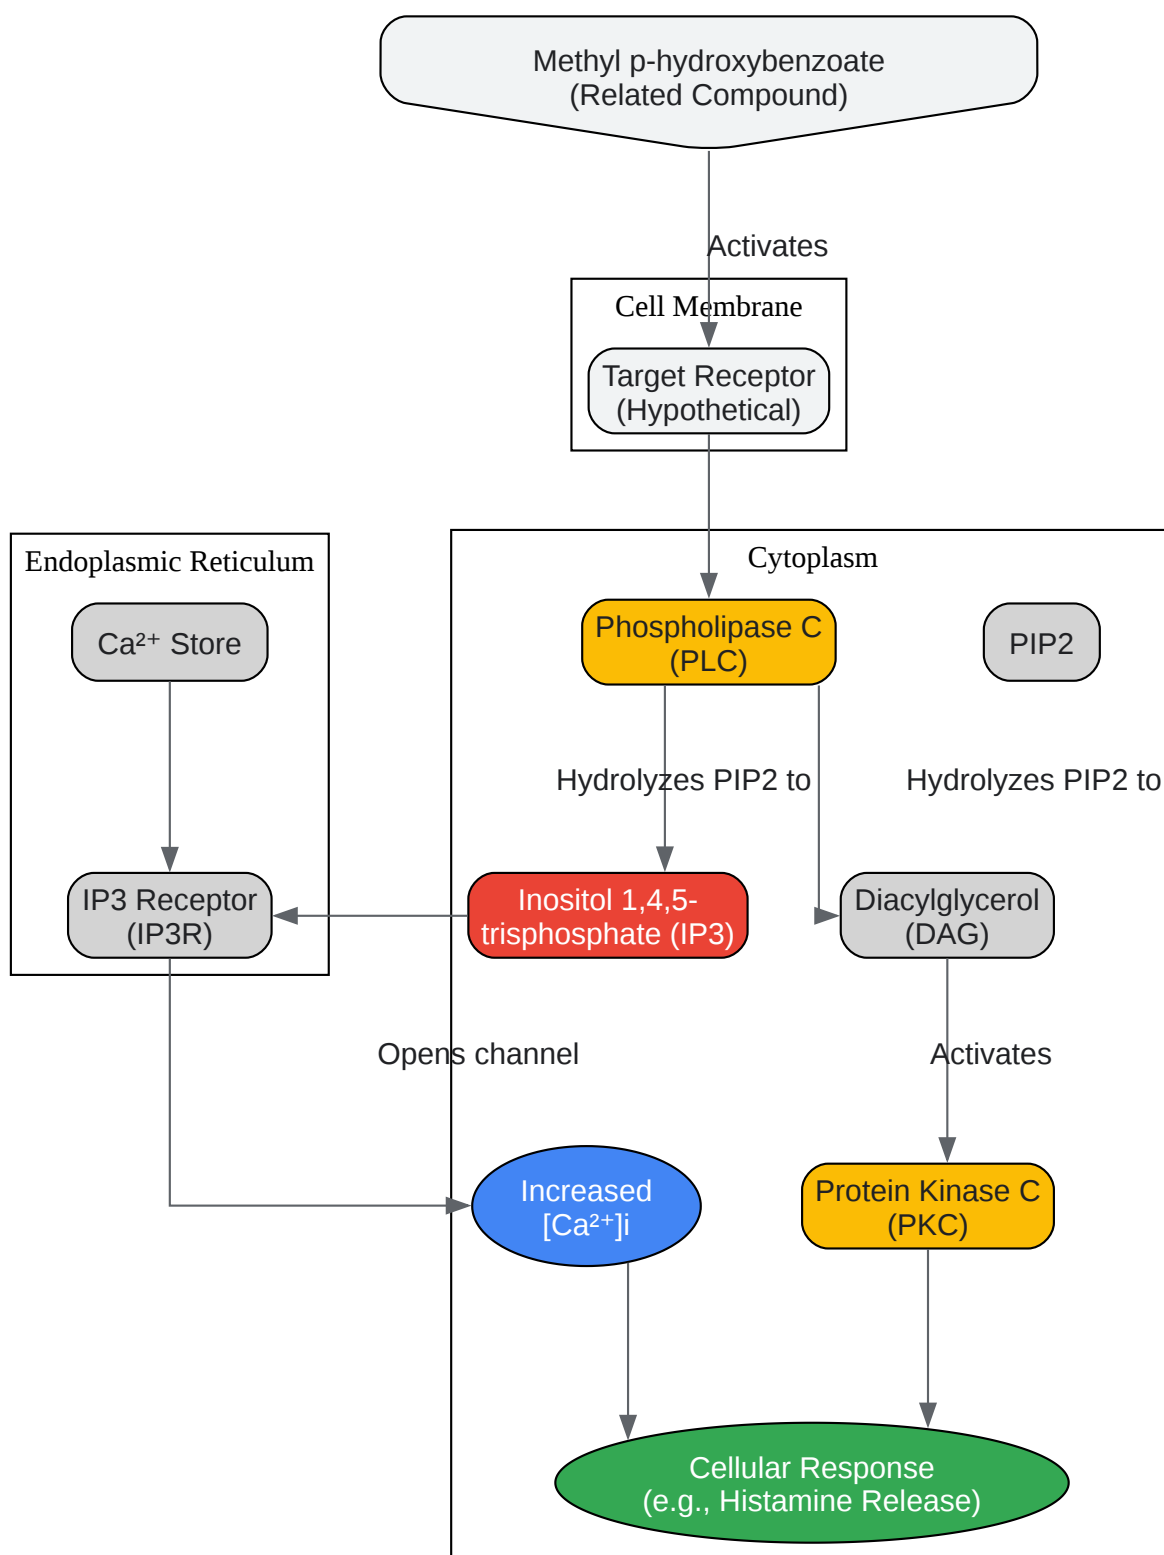 Methyl p-hydroxybenzoate
(Related Compound)
Activates
Cell Membrane
Target Receptor
(Hypothetical)
Endoplasmic Reticulum
Cytoplasm
Ca²⁺ Store
Phospholipase C
(PLC)
PIP2
Hydrolyzes PIP2 to
Hydrolyzes PIP2 to
IP3 Receptor
(IP3R)
Inositol 1,4,5-
trisphosphate (IP3)
Diacylglycerol
(DAG)
Opens channel
Activates
Increased
[Ca²⁺]i
Protein Kinase C
(PKC)
Cellular Response
(e.g., Histamine Release)